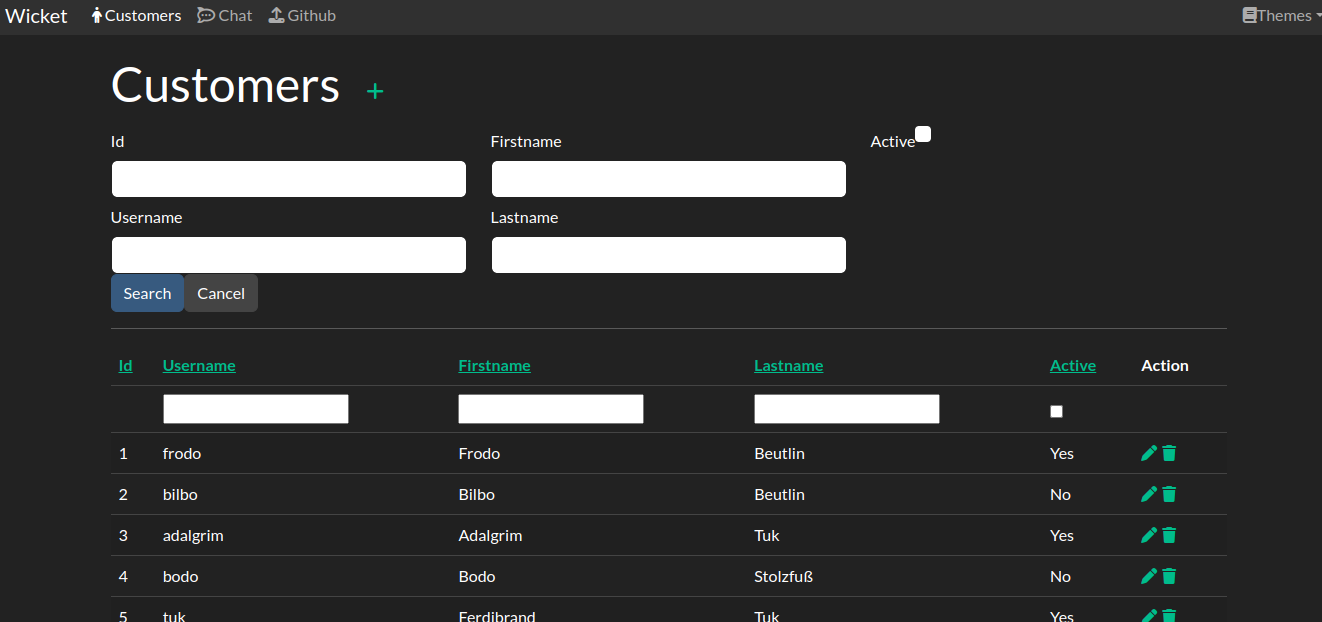 Wicket Customers Chat Github Themes
Customers +
Id Firstname Active
Username Lastname
Search Cancel
Id Username Firstname Lastname Active Action
1 frodo Frodo Beutlin Yes
2 bilbo Bilbo Beutlin No
3 adalgrim Adalgrim Tuk Yes
4 bodo Bodo Stolzfuß No
5 tuk Ferdibrand Tuk Yes